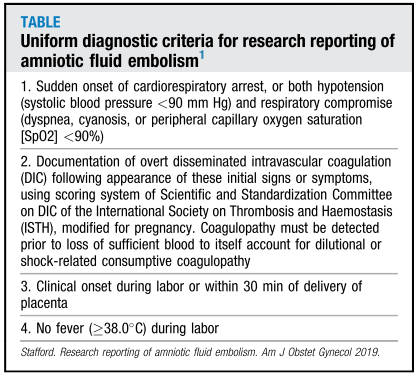 TABLE
Uniform diagnostic criteria for research reporting of
amniotic fluid embolism1
1. Sudden onset of cardiorespiratory arrest, or both hypotension
(systolic blood pressure <90 mm Hg) and respiratory compromise
(dyspnea, cyanosis, or peripheral capillary oxygen saturation
[SpO2] <90%)
2. Documentation of overt disseminated intravascular coagulation
(DIC) following appearance of these initial signs or symptoms,
using scoring system of Scientific and Standardization Committee
on DIC of the International Society on Thrombosis and Haemostasis
(ISTH), modified for pregnancy. Coagulopathy must be detected
prior to loss of sufficient blood to itself account for dilutional or
shock-related consumptive coagulopathy
3. Clinical onset during labor or within 30 min of delivery of
placenta
4. No fever (≥38.0°C) during labor
Stafford. Research reporting of amniotic fluid embolism. Am J Obstet Gynecol 2019.